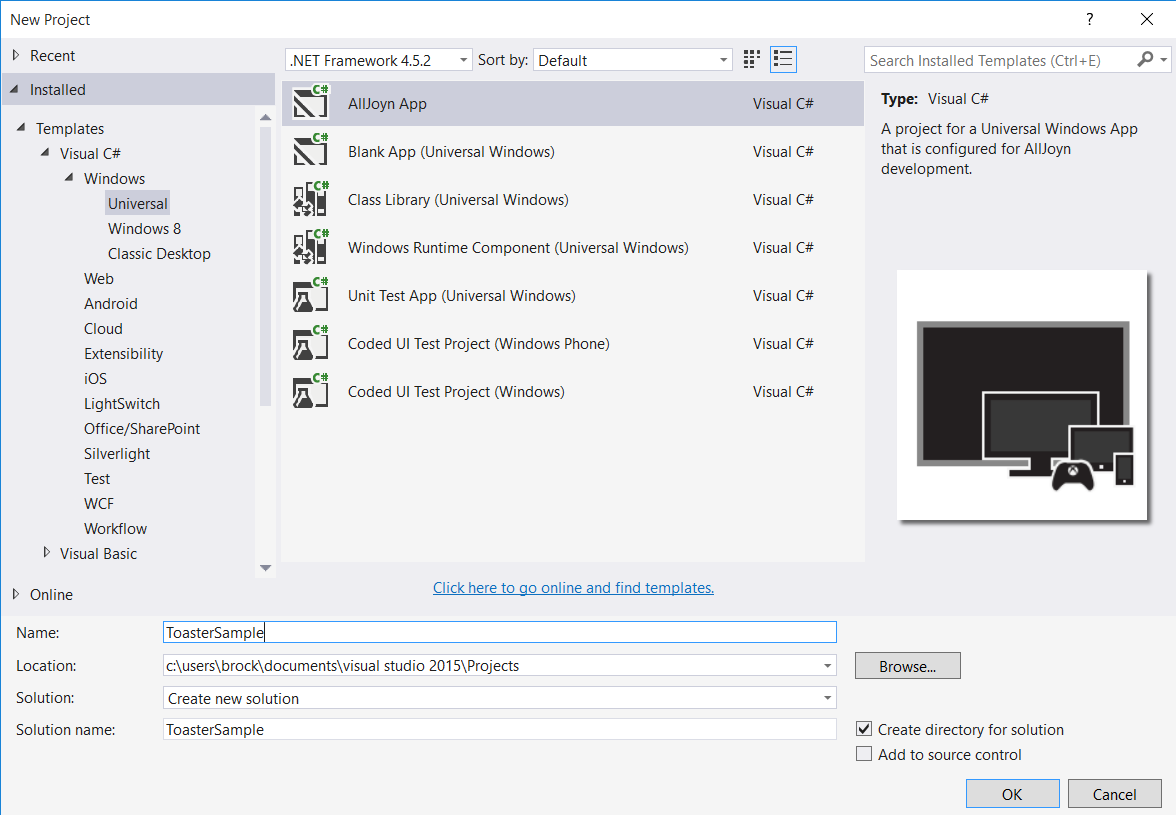 New Project
?
Recent
Installed
.NET Framework 4.5.2 Sort by: Default
Search Installed Templates (Ctrl+E)
Templates
Visual C#
Windows
Universal
Windows 8
Classic Desktop
Web
Android
Cloud
Extensibility
iOS
LightSwitch
Office/SharePoint
Silverlight
Test
WCF
Workflow
Visual Basic
Online
C# AllJoyn App Visual C#
C# Blank App (Universal Windows) Visual C#
C# Class Library (Universal Windows) Visual C#
C# Windows Runtime Component (Universal Windows) Visual C#
C# Unit Test App (Universal Windows) Visual C#
C# Coded UI Test Project (Windows Phone) Visual C#
C# Coded UI Test Project (Windows) Visual C#
Click here to go online and find templates.
Type: Visual C#
A project for a Universal Windows App
that is configured for AllJoyn
development.
Name: ToasterSample
Location: c:\users\brock\documents\visual studio 2015\Projects
Browse...
Solution: Create new solution
Solution name: ToasterSample
Create directory for solution
Add to source control
OK Cancel